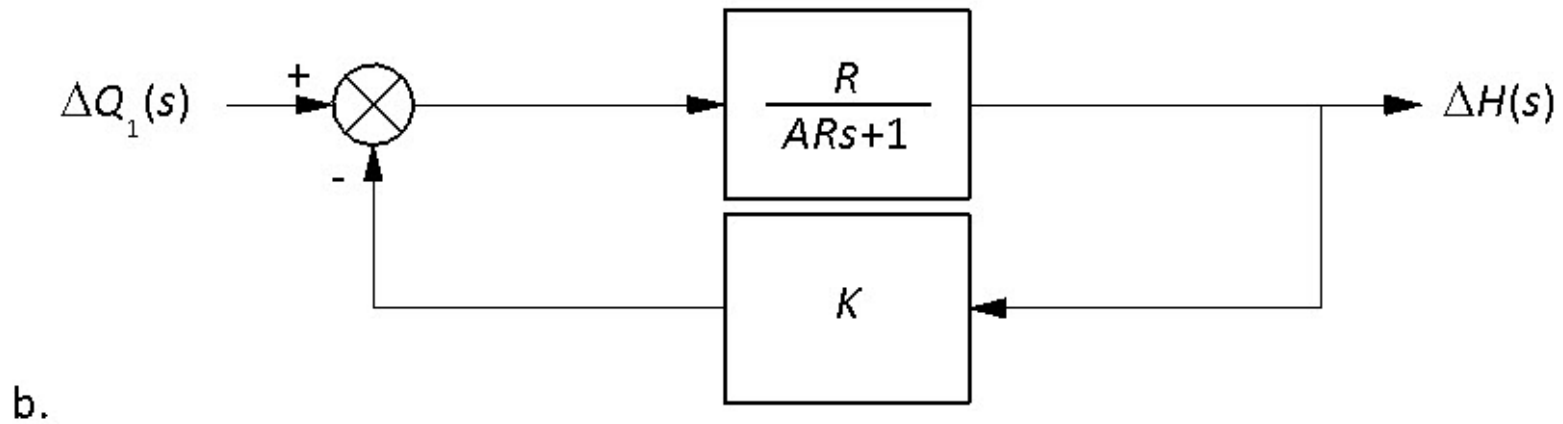 ΔQ₁(s)
+
R
ARs+1
ΔH(s)
-
K
b.